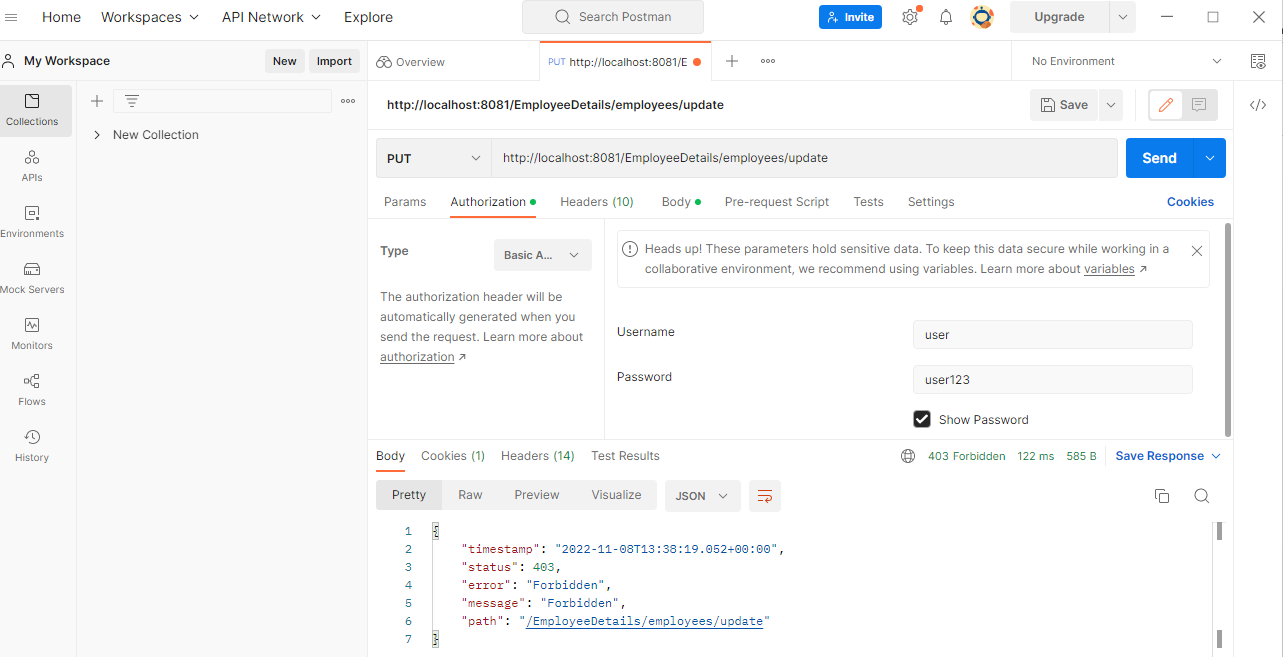 Home Workspaces API Network Explore Search Postman Invite Upgrade
My Workspace New Import Overview PUT http://localhost:8081/E No Environment
Collections
APIs
Environments
Mock Servers
Monitors
Flows
History
New Collection
http://localhost:8081/EmployeeDetails/employees/update Save
PUT http://localhost:8081/EmployeeDetails/employees/update Send
Params Authorization Headers (10) Body Pre-request Script Tests Settings Cookies
Type Basic A...
The authorization header will be
automatically generated when you
send the request. Learn more about
authorization ↗
Heads up! These parameters hold sensitive data. To keep this data secure while working in a
collaborative environment, we recommend using variables. Learn more about variables ↗
Username user
Password user123
Show Password
Body Cookies (1) Headers (14) Test Results 403 Forbidden 122 ms 585 B Save Response
Pretty Raw Preview Visualize JSON
1 {
2 "timestamp": "2022-11-08T13:38:19.052+00:00",
3 "status": 403,
4 "error": "Forbidden",
5 "message": "Forbidden",
6 "path": "/EmployeeDetails/employees/update"
7 }